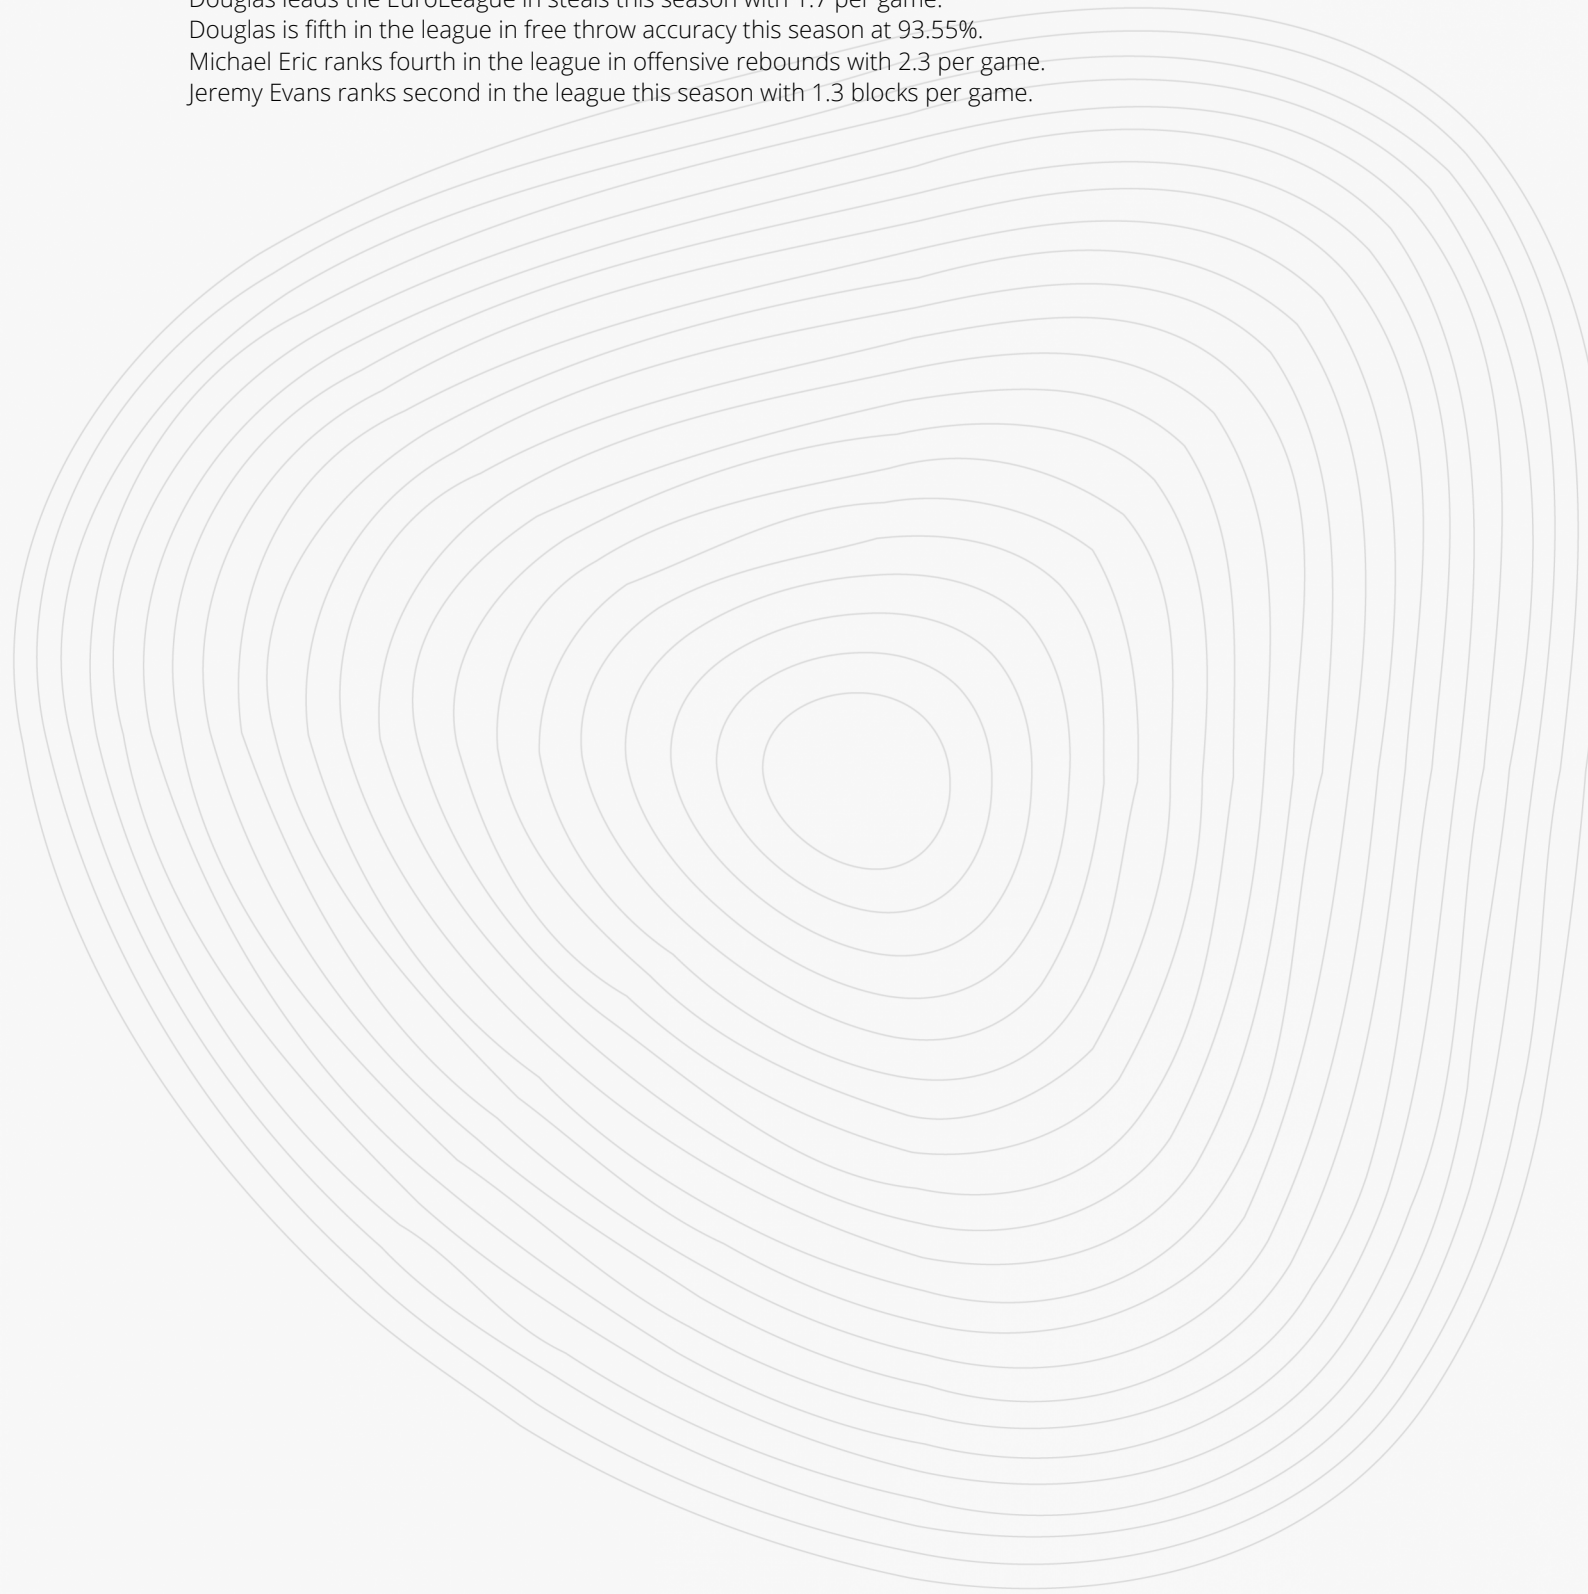 Douglas leads the EuroLeague in steals this season with 1.7 per game.
Douglas is fifth in the league in free throw accuracy this season at 93.55%.
Michael Eric ranks fourth in the league in offensive rebounds with 2.3 per game.
Jeremy Evans ranks second in the league this season with 1.3 blocks per game.